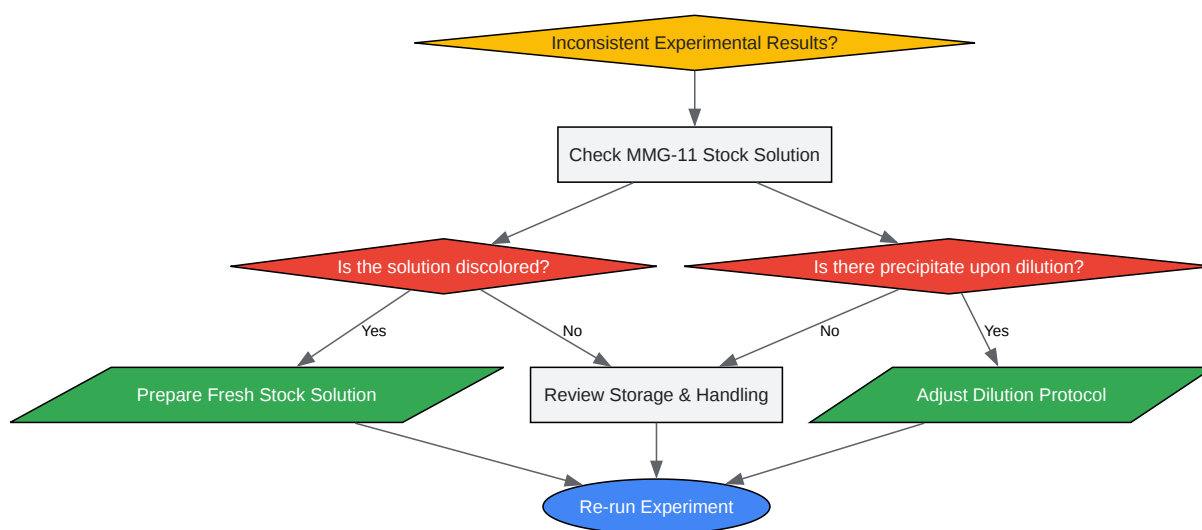 Inconsistent Experimental Results?
Check MMG-11 Stock Solution
Is the solution discolored?
Is there precipitate upon dilution?
Yes
No
No
Yes
Prepare Fresh Stock Solution
Review Storage & Handling
Adjust Dilution Protocol
Re-run Experiment